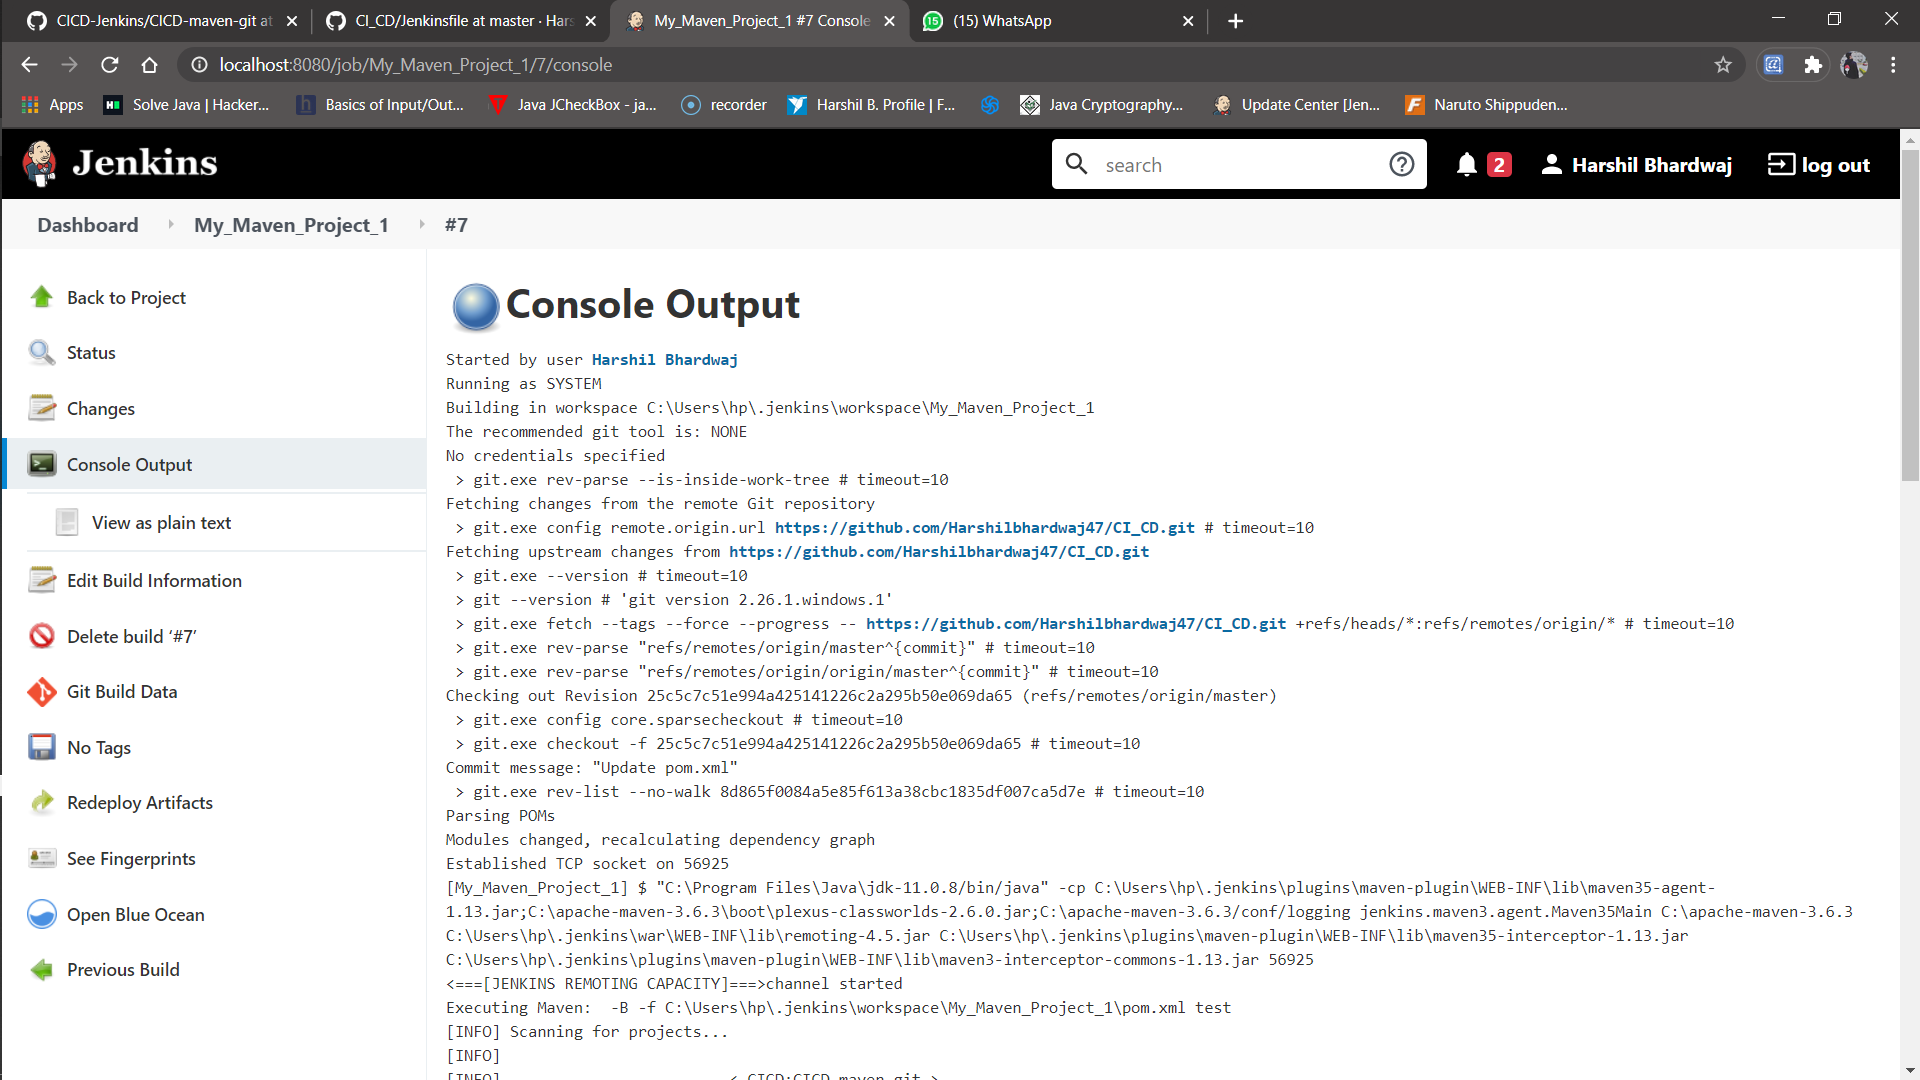 CICD-Jenkins/CICD-maven-git at
CI_CD/Jenkinsfile at master · Hars
My_Maven_Project_1 #7 Console
15
(15) WhatsApp
localhost:8080/job/My_Maven_Project_1/7/console
Apps
Solve Java | Hacker...
Basics of Input/Out...
Java JCheckBox - ja...
recorder
Harshil B. Profile | F...
Java Cryptography...
Update Center [Jen...
Naruto Shippuden...
Jenkins
search
2
Harshil Bhardwaj
log out
Dashboard
My_Maven_Project_1
#7
Back to Project
Status
Changes
Console Output
View as plain text
Edit Build Information
Delete build ‘#7’
Git Build Data
No Tags
Redeploy Artifacts
See Fingerprints
Open Blue Ocean
Previous Build
Console Output
Started by user Harshil Bhardwaj
Running as SYSTEM
Building in workspace C:\Users\hp\.jenkins\workspace\My_Maven_Project_1
The recommended git tool is: NONE
No credentials specified
> git.exe rev-parse --is-inside-work-tree # timeout=10
Fetching changes from the remote Git repository
> git.exe config remote.origin.url https://github.com/Harshilbhardwaj47/CI_CD.git # timeout=10
Fetching upstream changes from https://github.com/Harshilbhardwaj47/CI_CD.git
> git.exe --version # timeout=10
> git --version # 'git version 2.26.1.windows.1'
> git.exe fetch --tags --force --progress -- https://github.com/Harshilbhardwaj47/CI_CD.git +refs/heads/*:refs/remotes/origin/* # timeout=10
> git.exe rev-parse "refs/remotes/origin/master^{commit}" # timeout=10
> git.exe rev-parse "refs/remotes/origin/origin/master^{commit}" # timeout=10
Checking out Revision 25c5c7c51e994a425141226c2a295b50e069da65 (refs/remotes/origin/master)
> git.exe config core.sparsecheckout # timeout=10
> git.exe checkout -f 25c5c7c51e994a425141226c2a295b50e069da65 # timeout=10
Commit message: "Update pom.xml"
> git.exe rev-list --no-walk 8d865f0084a5e85f613a38cbc1835df007ca5d7e # timeout=10
Parsing POMs
Modules changed, recalculating dependency graph
Established TCP socket on 56925
[My_Maven_Project_1] $ "C:\Program Files\Java\jdk-11.0.8/bin/java" -cp C:\Users\hp\.jenkins\plugins\maven-plugin\WEB-INF\lib\maven35-agent-
1.13.jar;C:\apache-maven-3.6.3\boot\plexus-classworlds-2.6.0.jar;C:\apache-maven-3.6.3/conf/logging jenkins.maven3.agent.Maven35Main C:\apache-maven-3.6.3
C:\Users\hp\.jenkins\war\WEB-INF\lib\remoting-4.5.jar C:\Users\hp\.jenkins\plugins\maven-plugin\WEB-INF\lib\maven35-interceptor-1.13.jar
C:\Users\hp\.jenkins\plugins\maven-plugin\WEB-INF\lib\maven3-interceptor-commons-1.13.jar 56925
<===[JENKINS REMOTING CAPACITY]===>channel started
Executing Maven:  -B -f C:\Users\hp\.jenkins\workspace\My_Maven_Project_1\pom.xml test
[INFO] Scanning for projects...
[INFO]
[INFO] < CICD:CICD-maven-git >